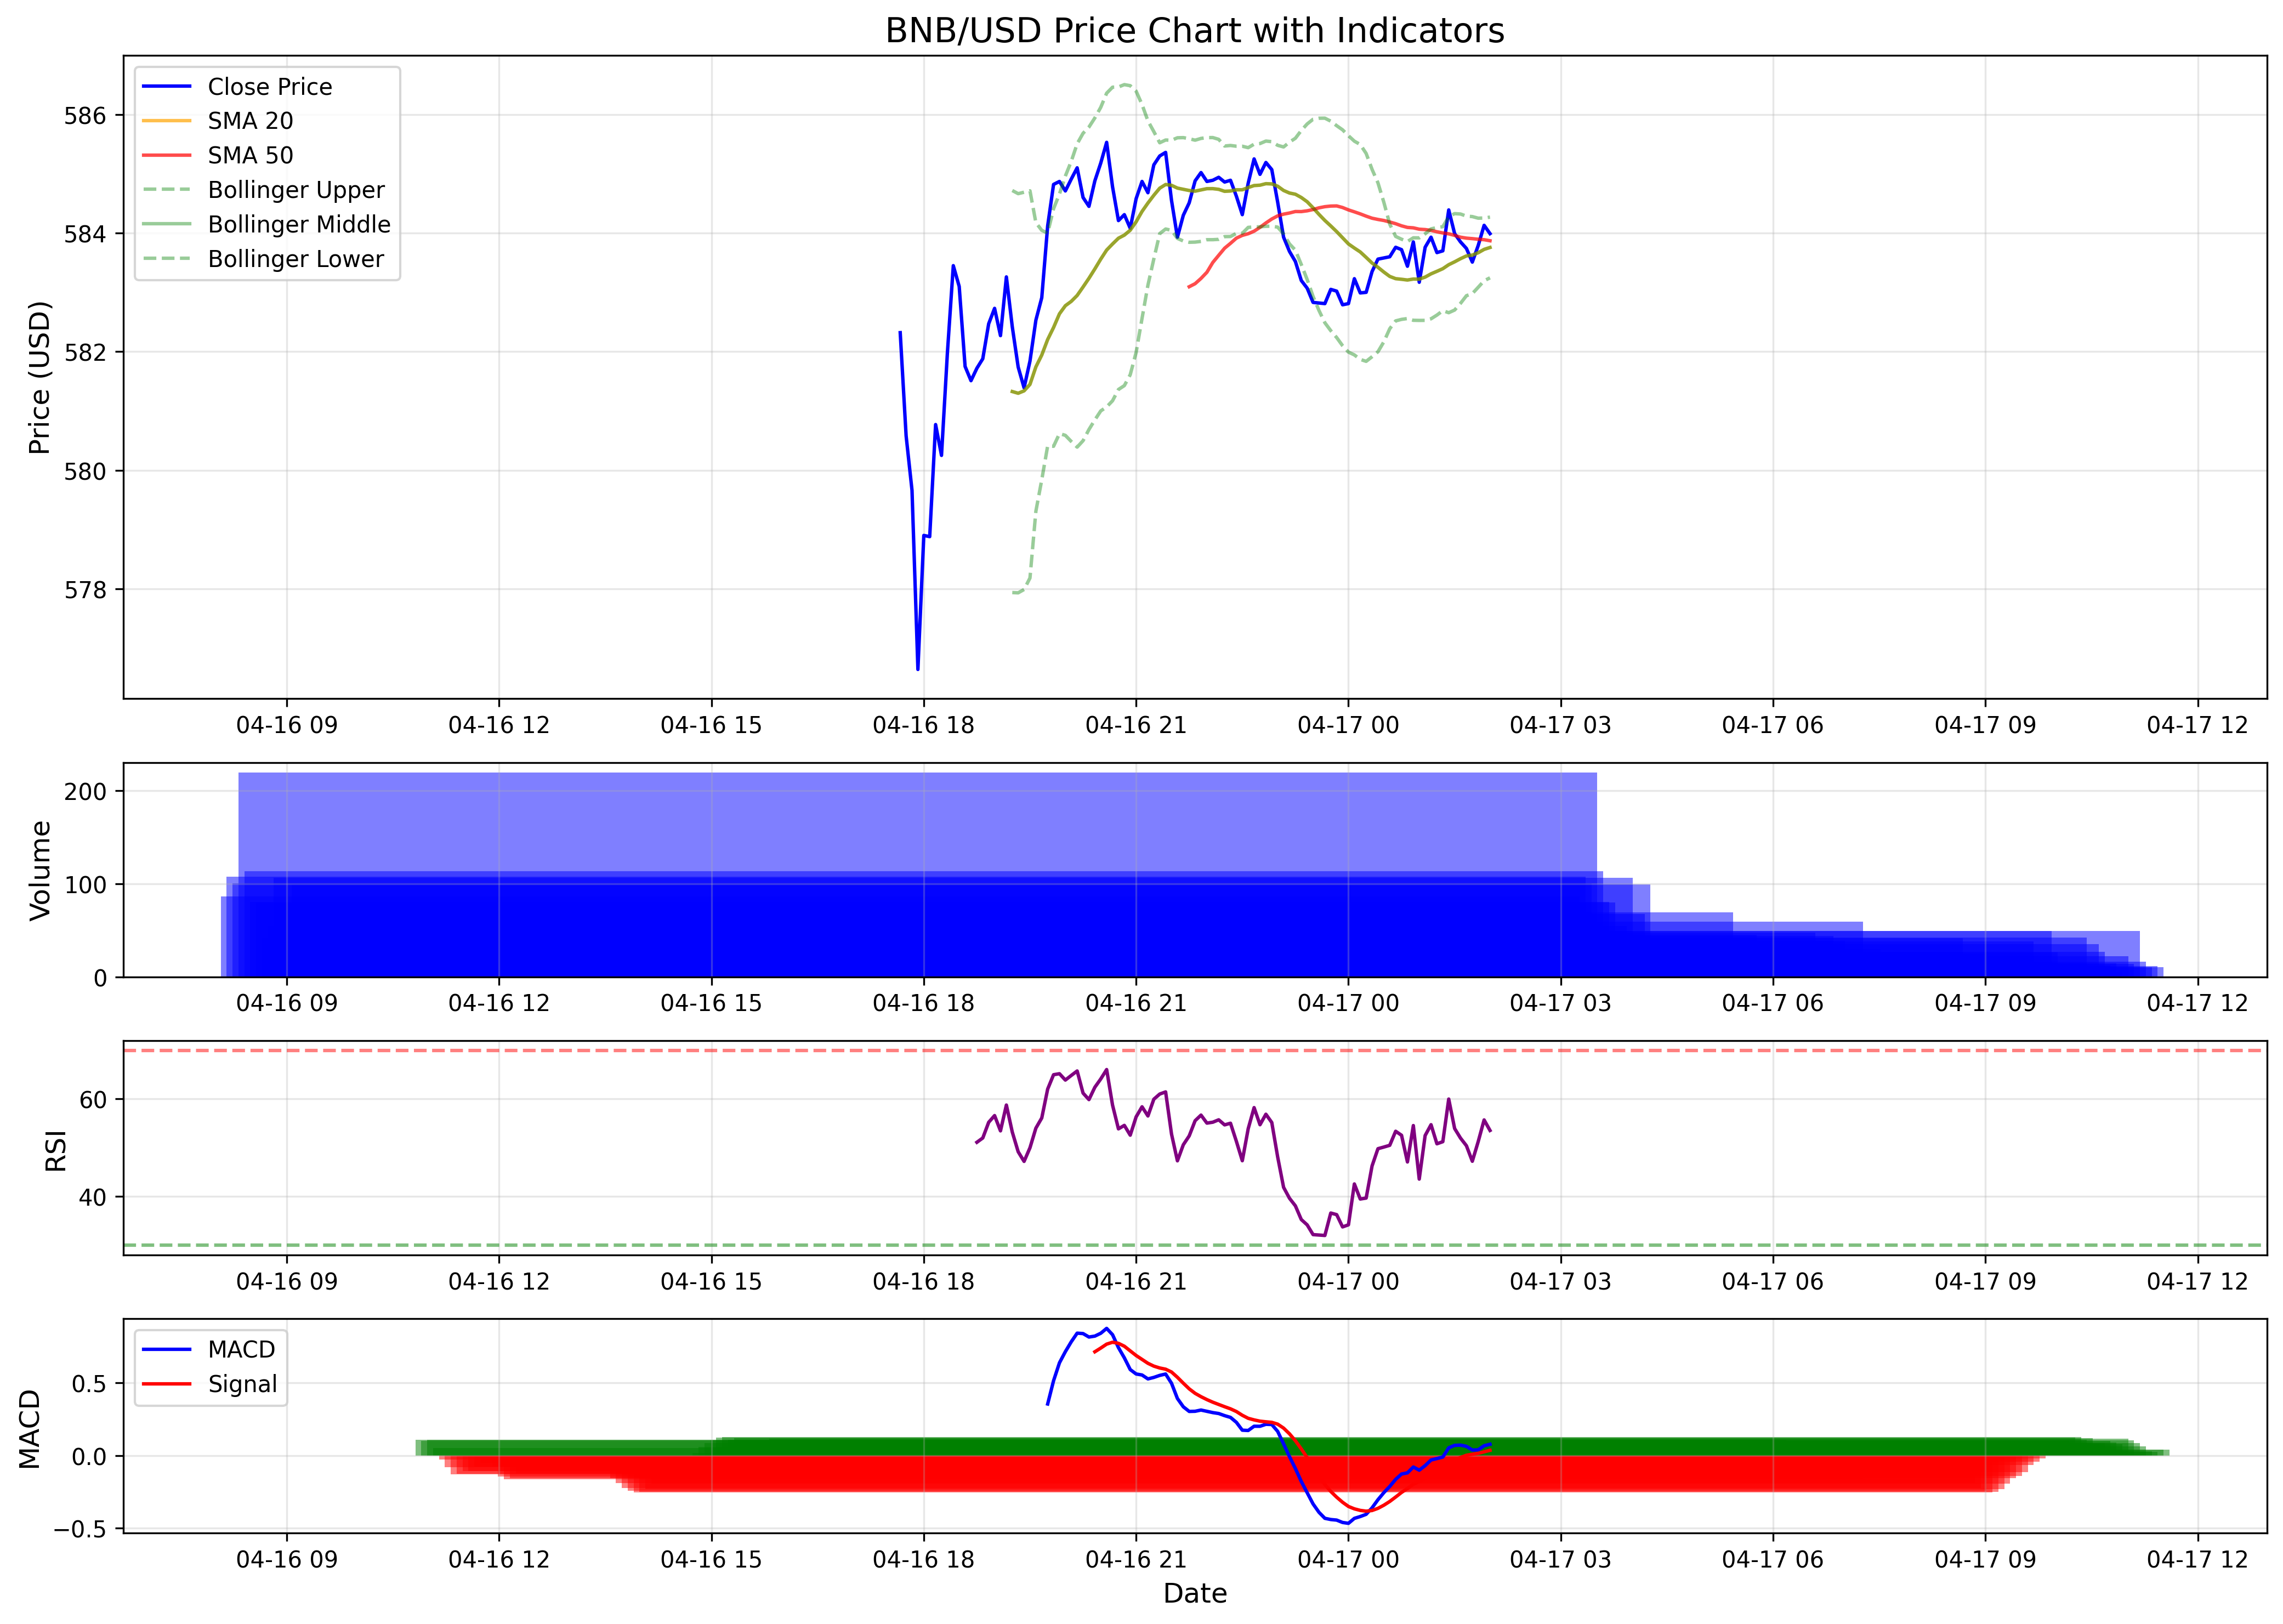 BNB/USD Price Chart with Indicators
Close Price
SMA 20
SMA 50
Bollinger Upper
Bollinger Middle
Bollinger Lower
Price (USD)
586
584
582
580
578
04-16 09 04-16 12 04-16 15 04-16 18 04-16 21 04-17 00 04-17 03 04-17 06 04-17 09 04-17 12
Volume
200
100
0
04-16 09 04-16 12 04-16 15 04-16 18 04-16 21 04-17 00 04-17 03 04-17 06 04-17 09 04-17 12
RSI
60
40
04-16 09 04-16 12 04-16 15 04-16 18 04-16 21 04-17 00 04-17 03 04-17 06 04-17 09 04-17 12
MACD
Signal
MACD
0.5
0.0
−0.5
04-16 09 04-16 12 04-16 15 04-16 18 04-16 21 04-17 00 04-17 03 04-17 06 04-17 09 04-17 12
Date